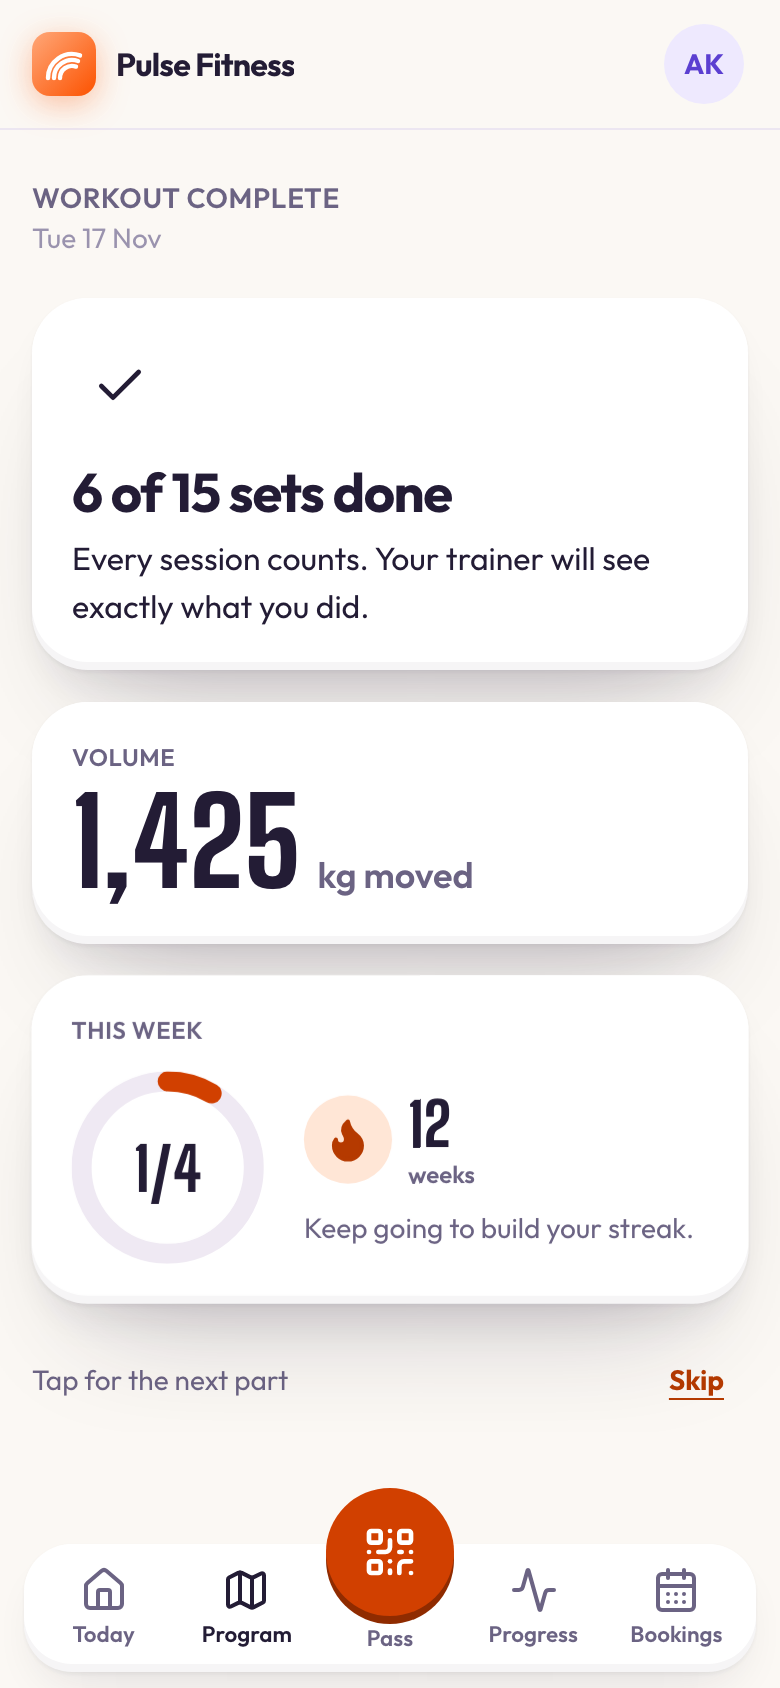 Pulse Fitness
AK
WORKOUT COMPLETE
Tue 17 Nov
6 of 15 sets done
Every session counts. Your trainer will see
exactly what you did.
VOLUME
1,425 kg moved
THIS WEEK
1/4
12
weeks
Keep going to build your streak.
Tap for the next part
Skip
Today
Program
Pass
Progress
Bookings